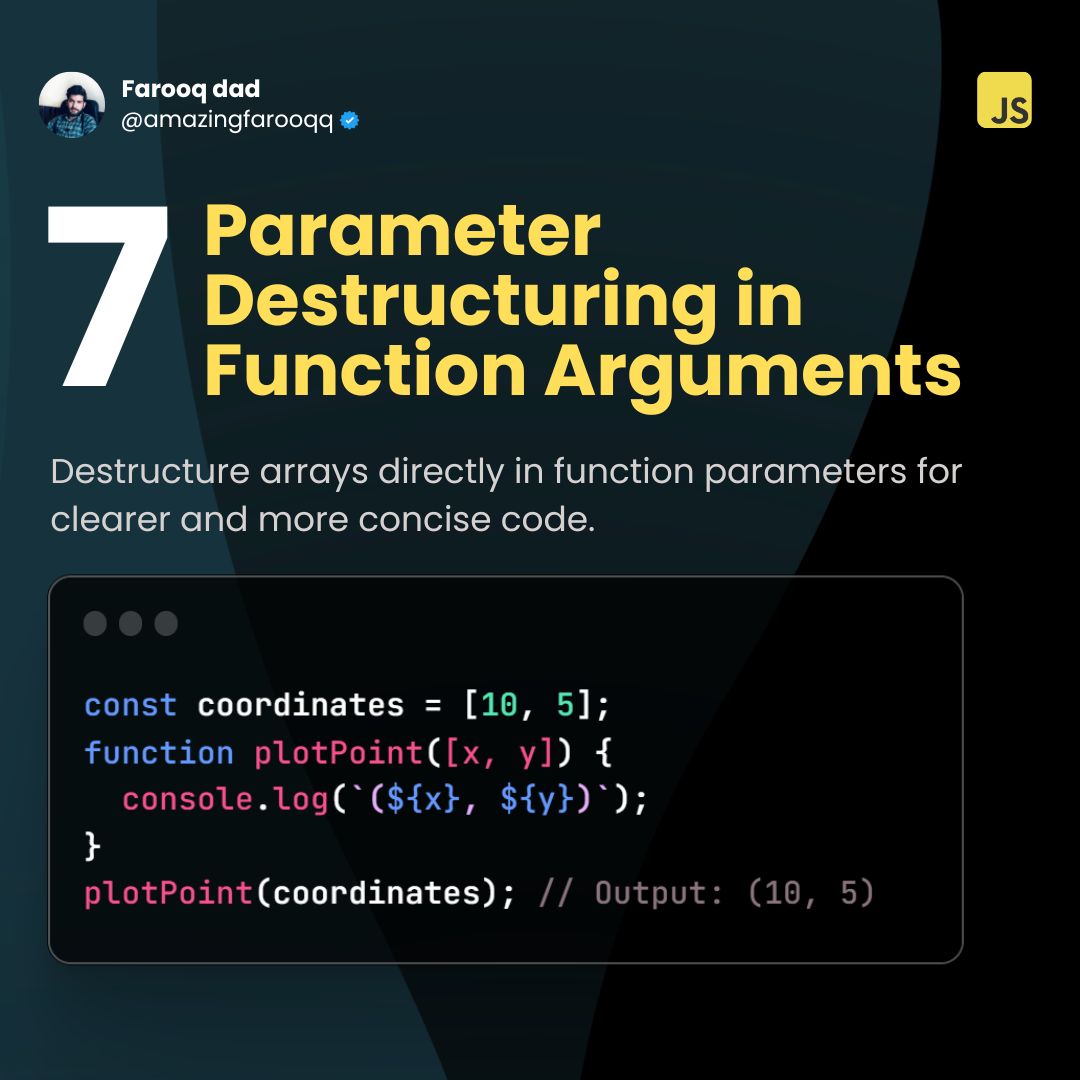 Farooq dad
@amazingfarooqq
JS
7
Parameter
Destructuring in
Function Arguments
Destructure arrays directly in function parameters for
clearer and more concise code.
const coordinates = [10, 5];
function plotPoint([x, y]) {
  console.log(`(${x}, ${y})`);
}
plotPoint(coordinates); // Output: (10, 5)